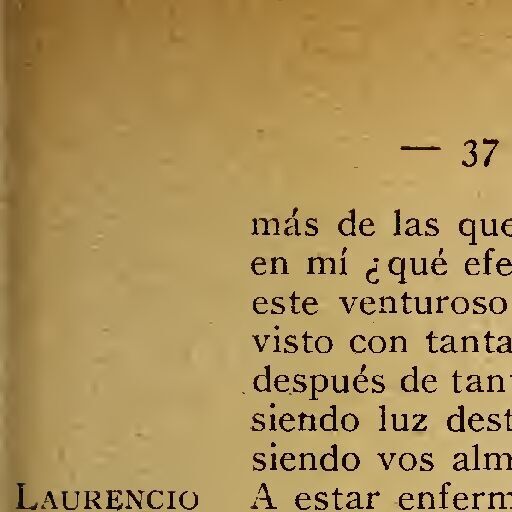 — 37
más de las que
en mí ¿qué efe
este venturoso
visto con tanta
después de tan
siendo luz dest
siendo vos alm
LAURENCIO A estar enferm